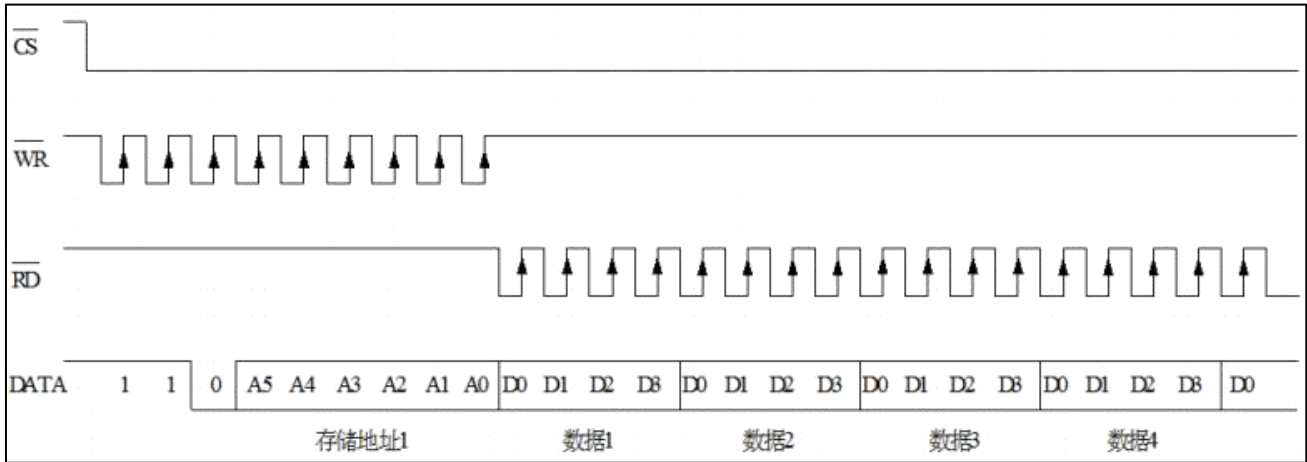 CS
WR
RD
DATA 1 1 0 A5 A4 A3 A2 A1 A0 D0 D1 D2 D3 D0 D1 D2 D3 D0 D1 D2 D3 D0 D1 D2 D3 D0
存储地址1 数据1 数据2 数据3 数据4